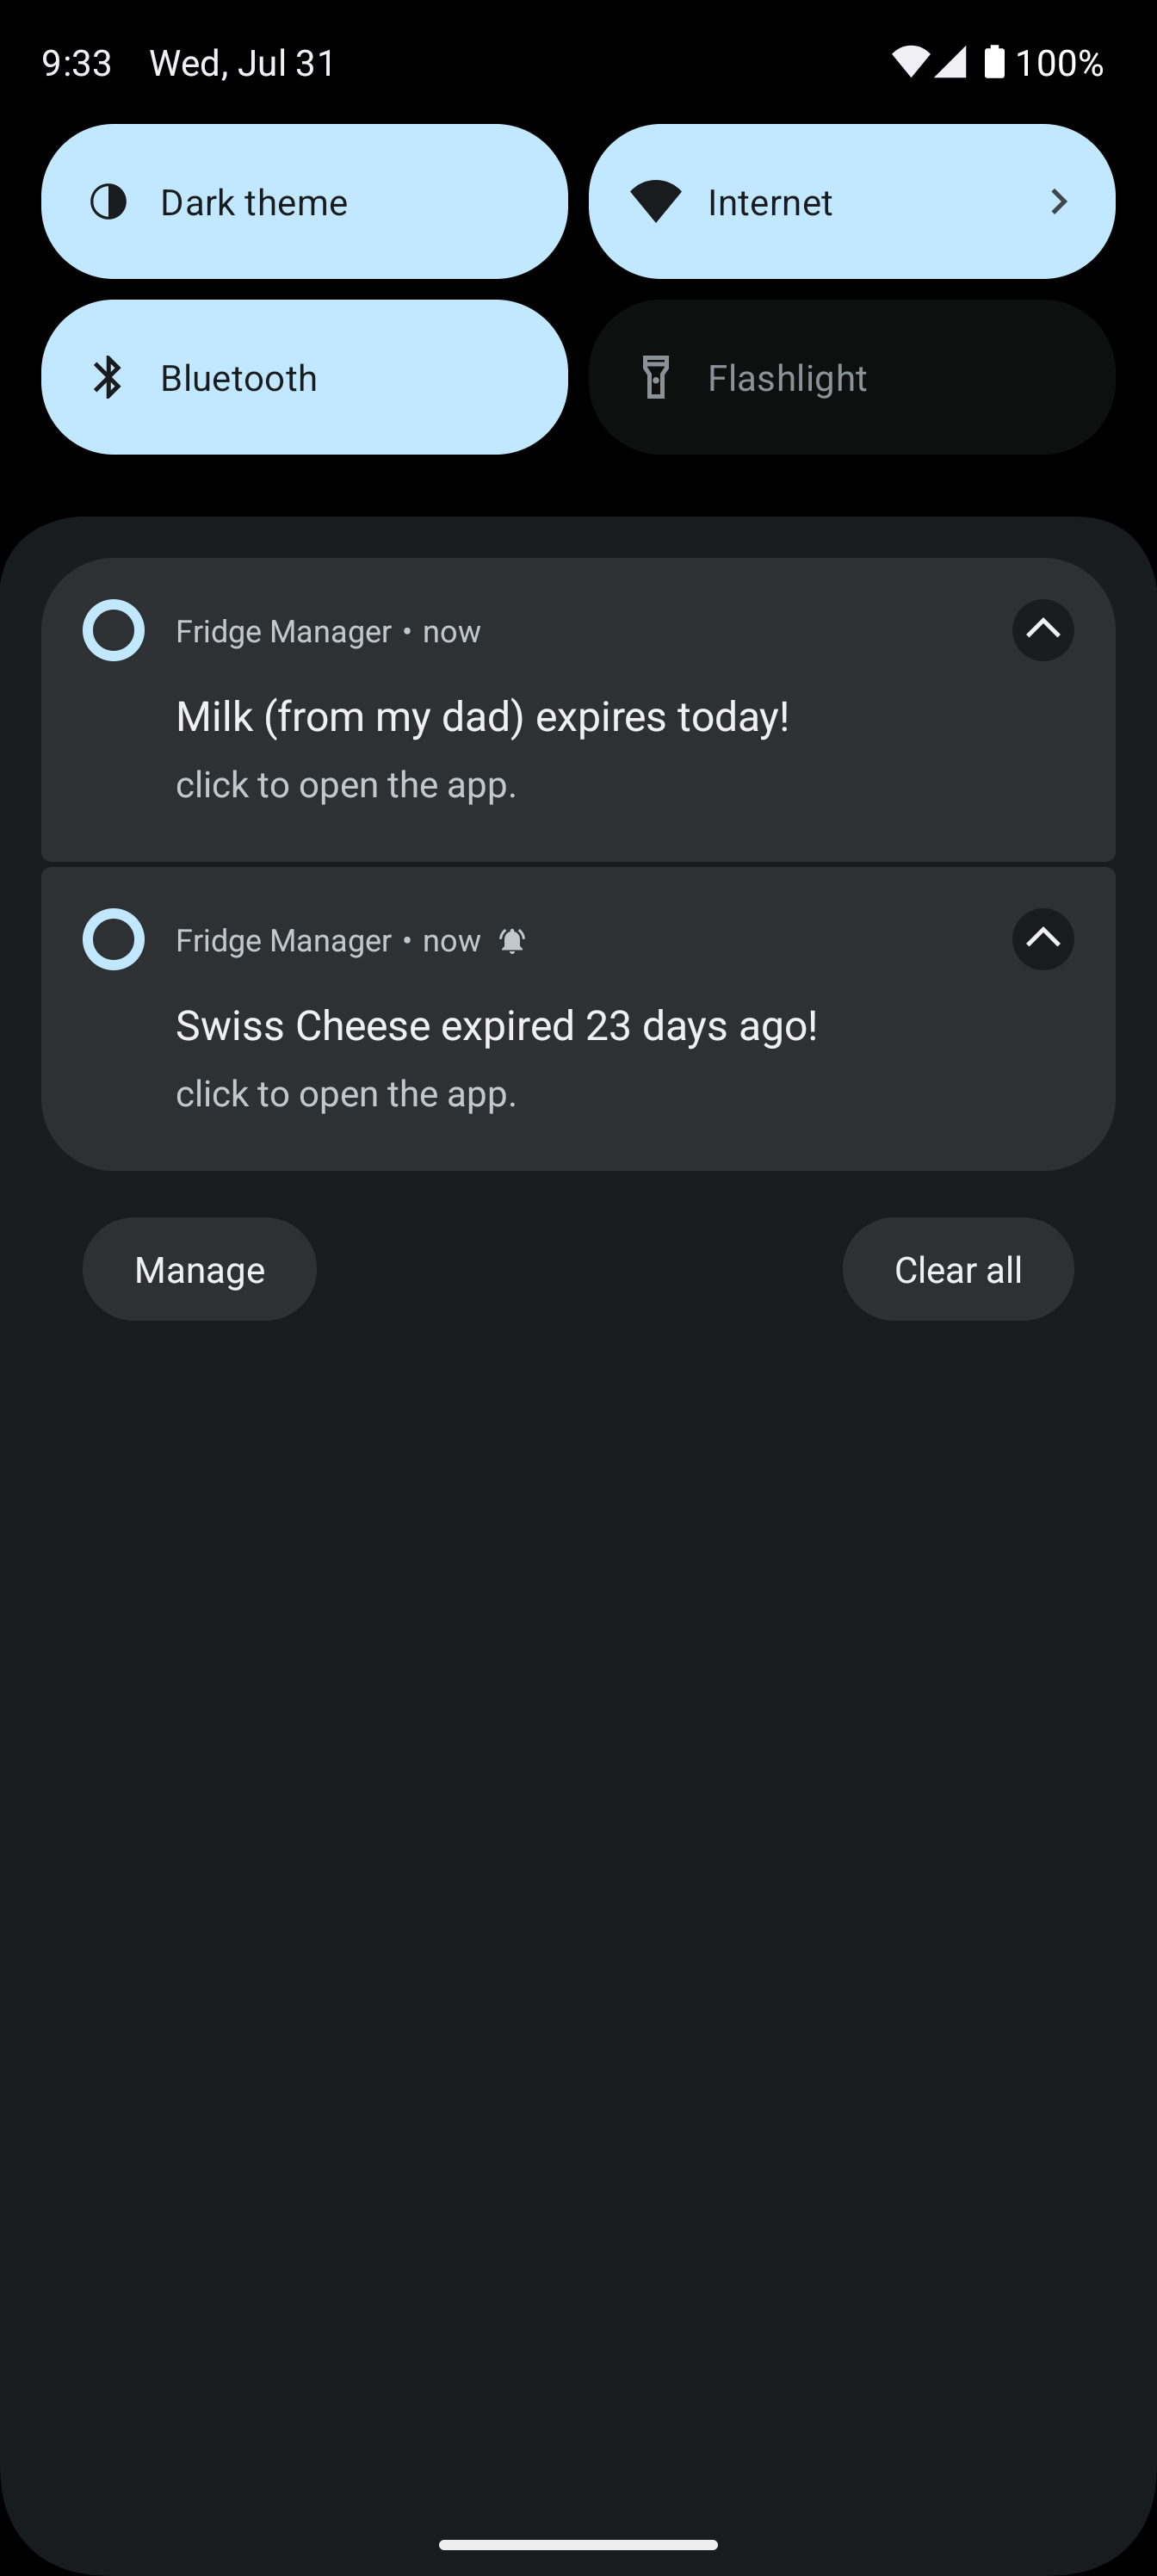 9:33 Wed, Jul 31 100%
Dark theme
Internet
Bluetooth
Flashlight
Fridge Manager • now
Milk (from my dad) expires today!
click to open the app.
Fridge Manager • now
Swiss Cheese expired 23 days ago!
click to open the app.
Manage
Clear all